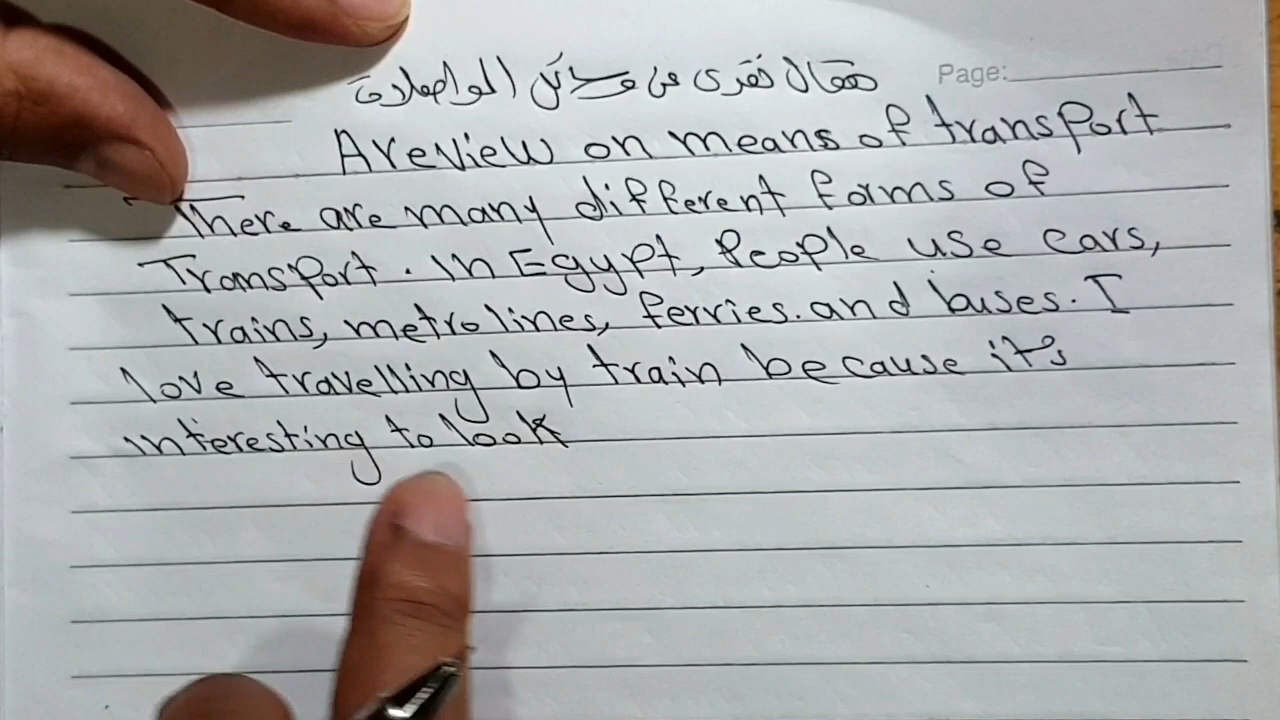 مقال نقدى عن وسائل المواصلات
Page:
A review on means of transport
There are many different forms of
Transport. In Egypt, People use cars,
trains, metro lines, ferries. and buses. I
love travelling by train because it's
interesting to look